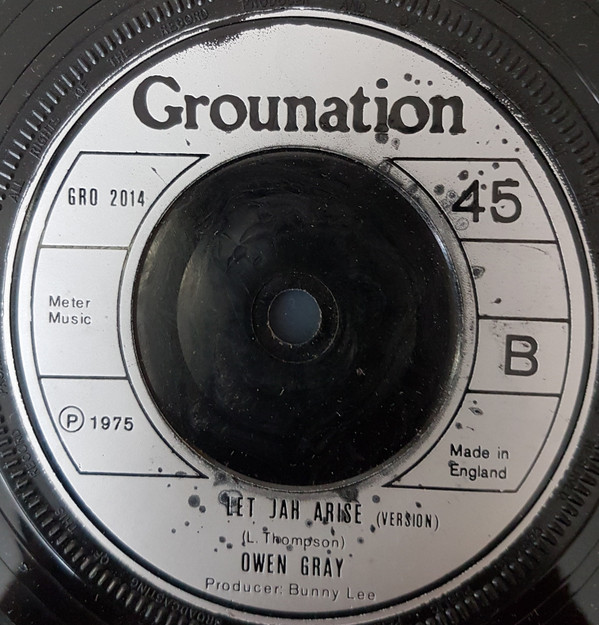 Grounation
GRO 2014
45
Meter
Music
B
Ⓟ 1975
Made in
England
LET JAH ARISE (VERSION)
(L. Thompson)
OWEN GRAY
Producer: Bunny Lee